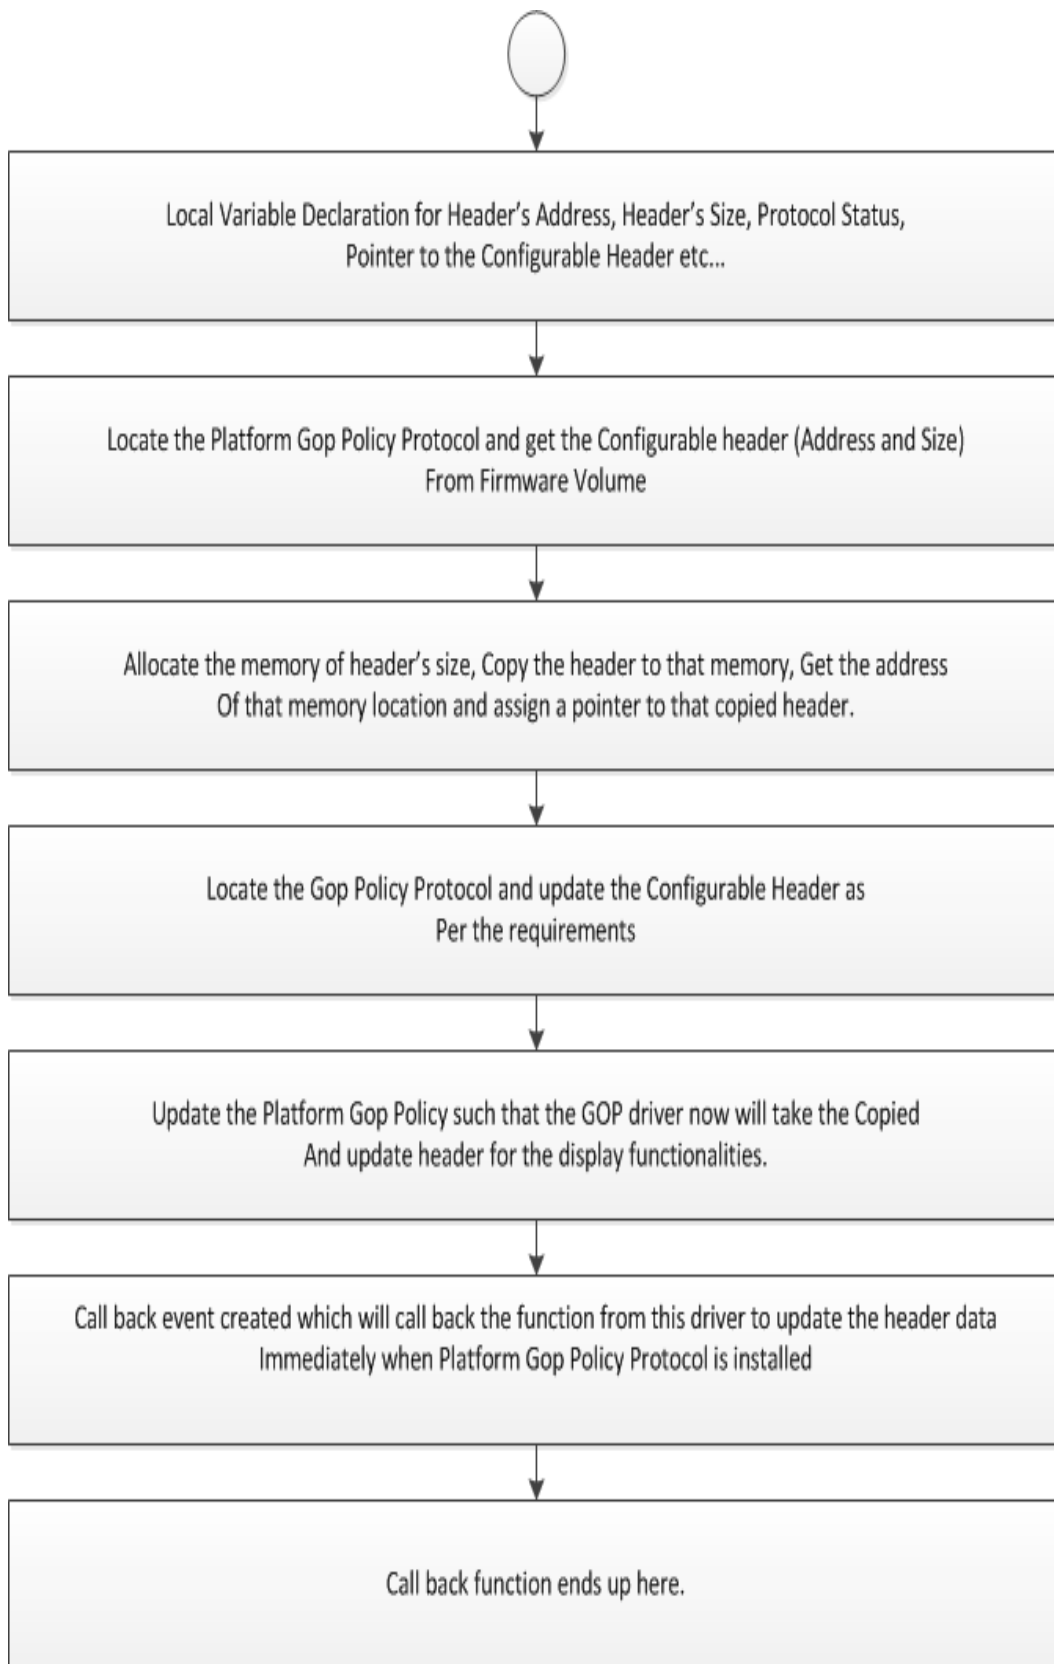 Local Variable Declaration for Header’s Address, Header’s Size, Protocol Status,
Pointer to the Configurable Header etc...
Locate the Platform Gop Policy Protocol and get the Configurable header (Address and Size)
From Firmware Volume
Allocate the memory of header’s size, Copy the header to that memory, Get the address
Of that memory location and assign a pointer to that copied header.
Locate the Gop Policy Protocol and update the Configurable Header as
Per the requirements
Update the Platform Gop Policy such that the GOP driver now will take the Copied
And update header for the display functionalities.
Call back event created which will call back the function from this driver to update the header data
Immediately when Platform Gop Policy Protocol is installed
Call back function ends up here.